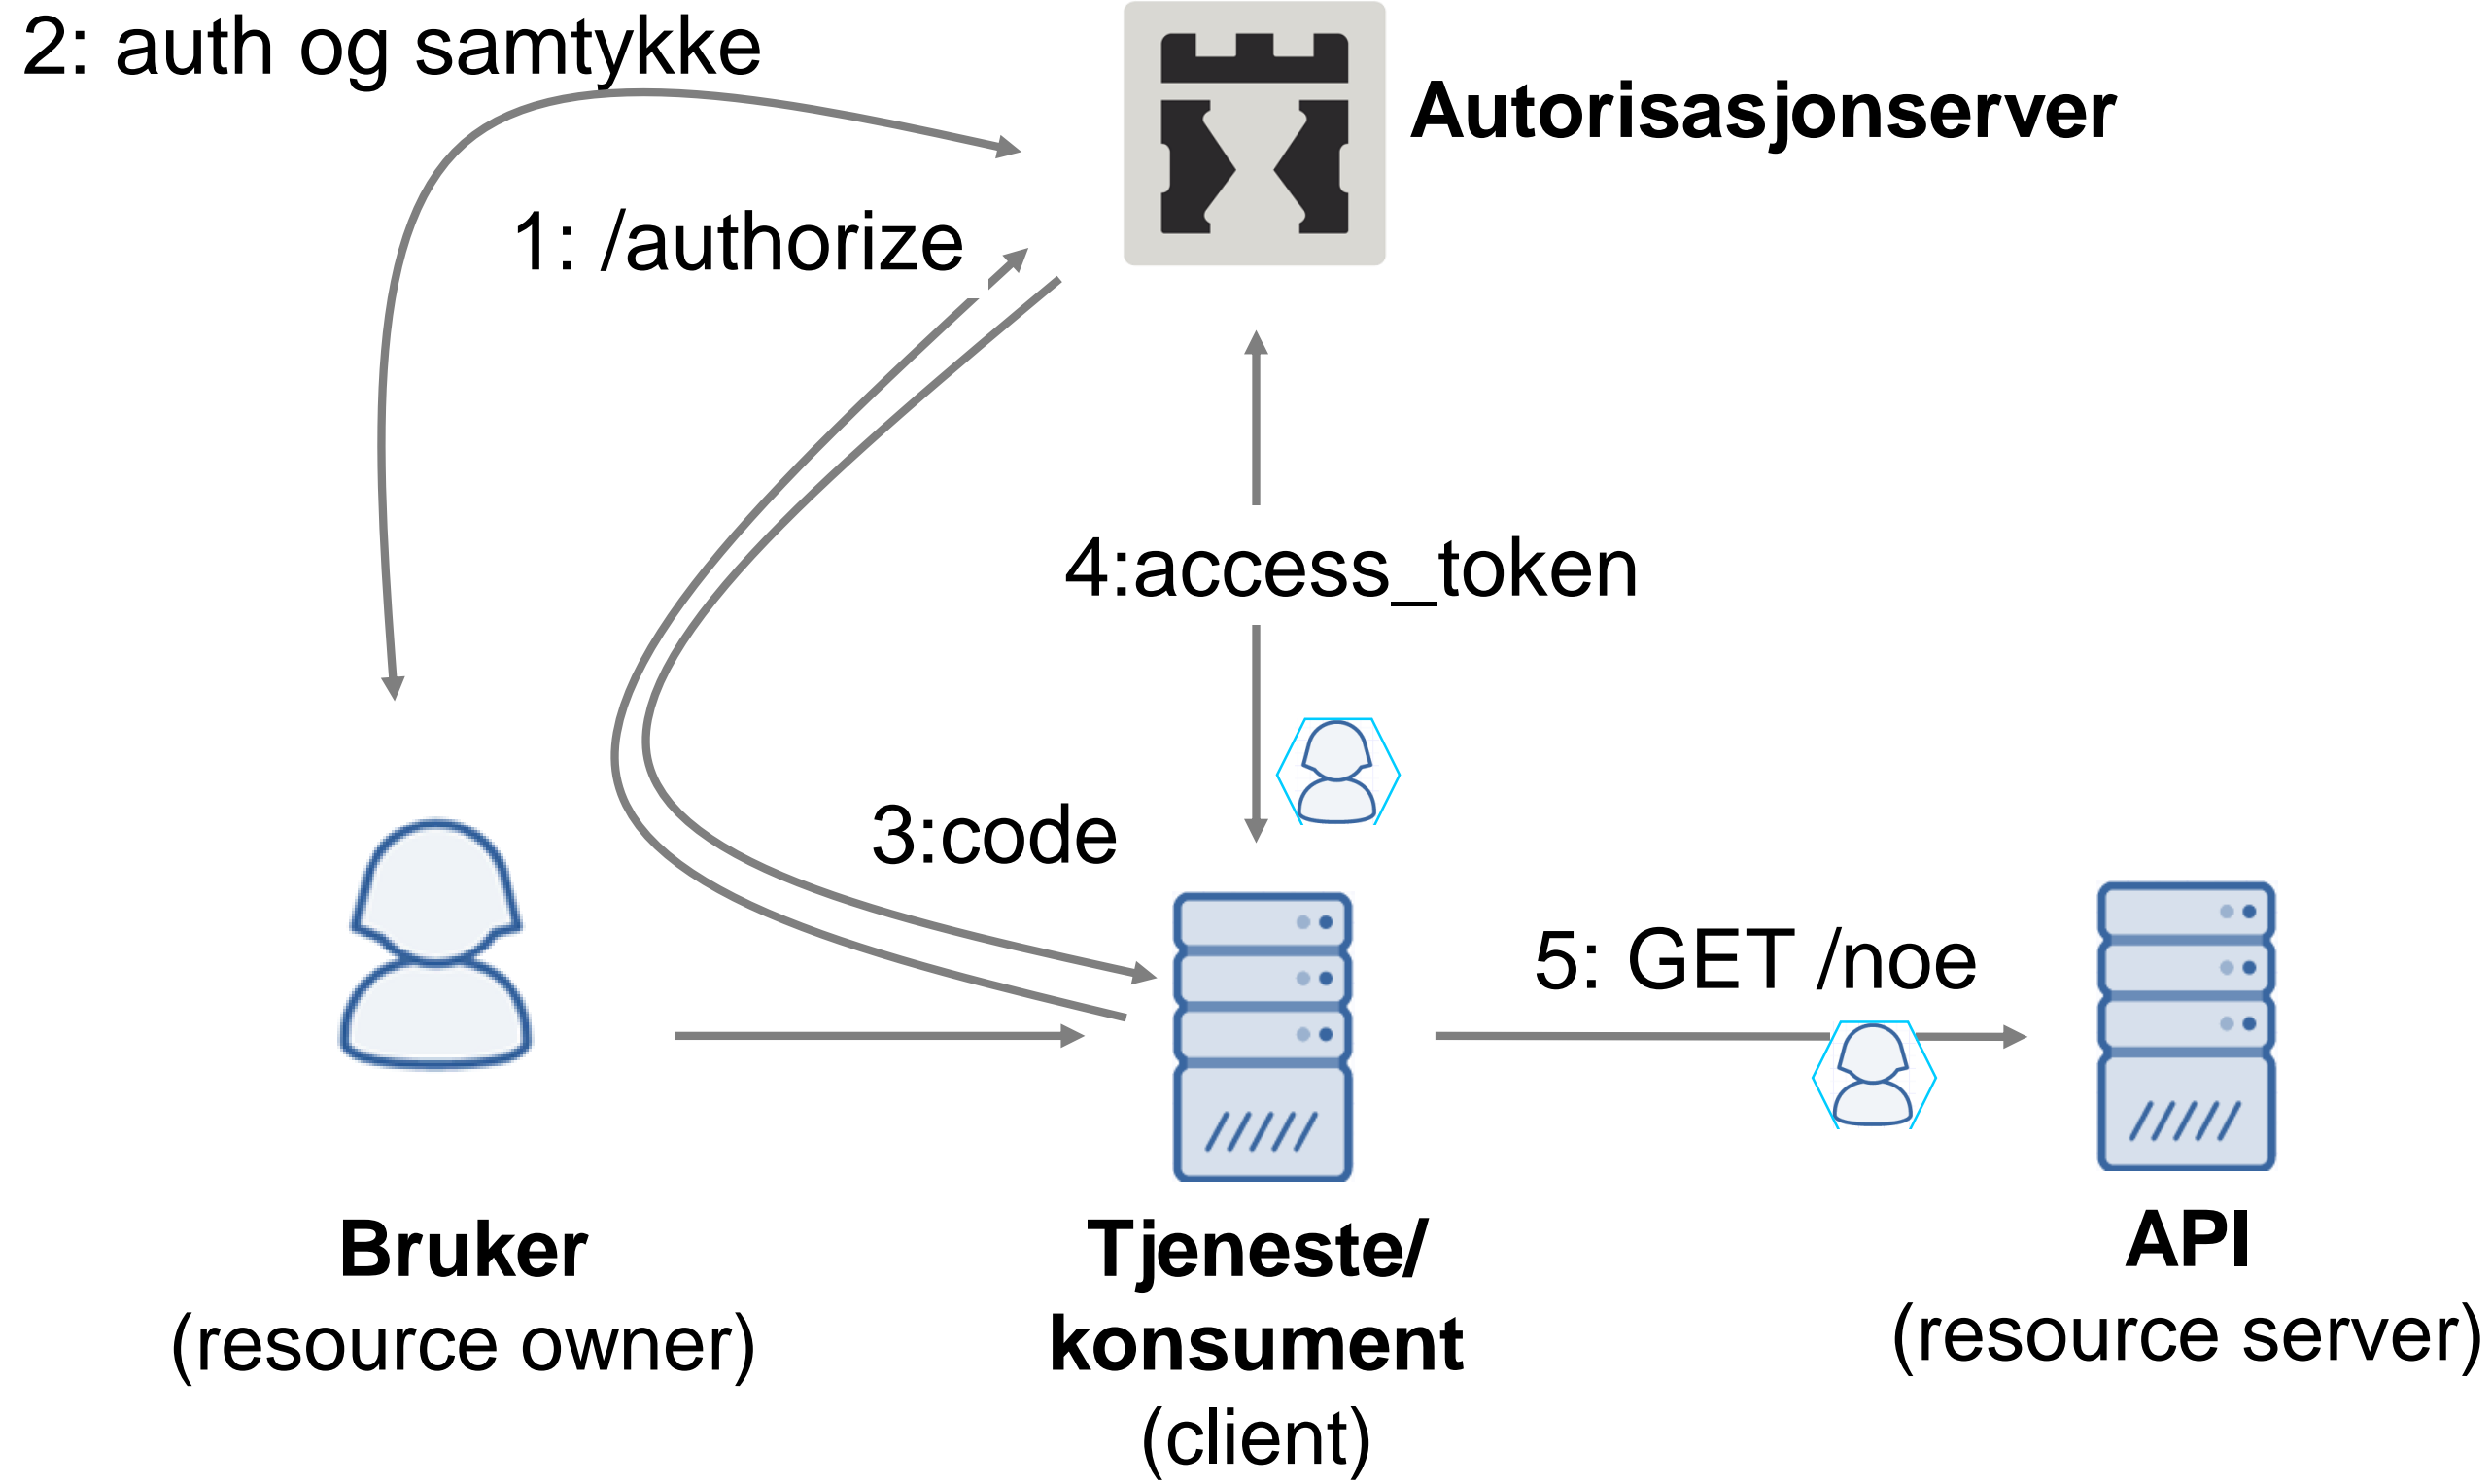 2: auth og samtykke
Autorisasjonserver
1: /authorize
4:access_token
3:code
5: GET /noe
Bruker
(resource owner)
Tjeneste/
konsument
(client)
API
(resource server)